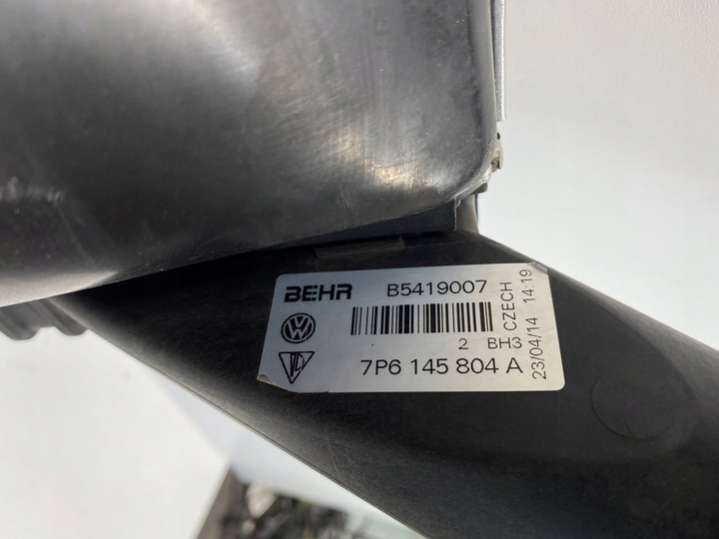 BEHR B5419007
2 BH3
7P6 145 804 A
CZECH
23/04/14 14:19